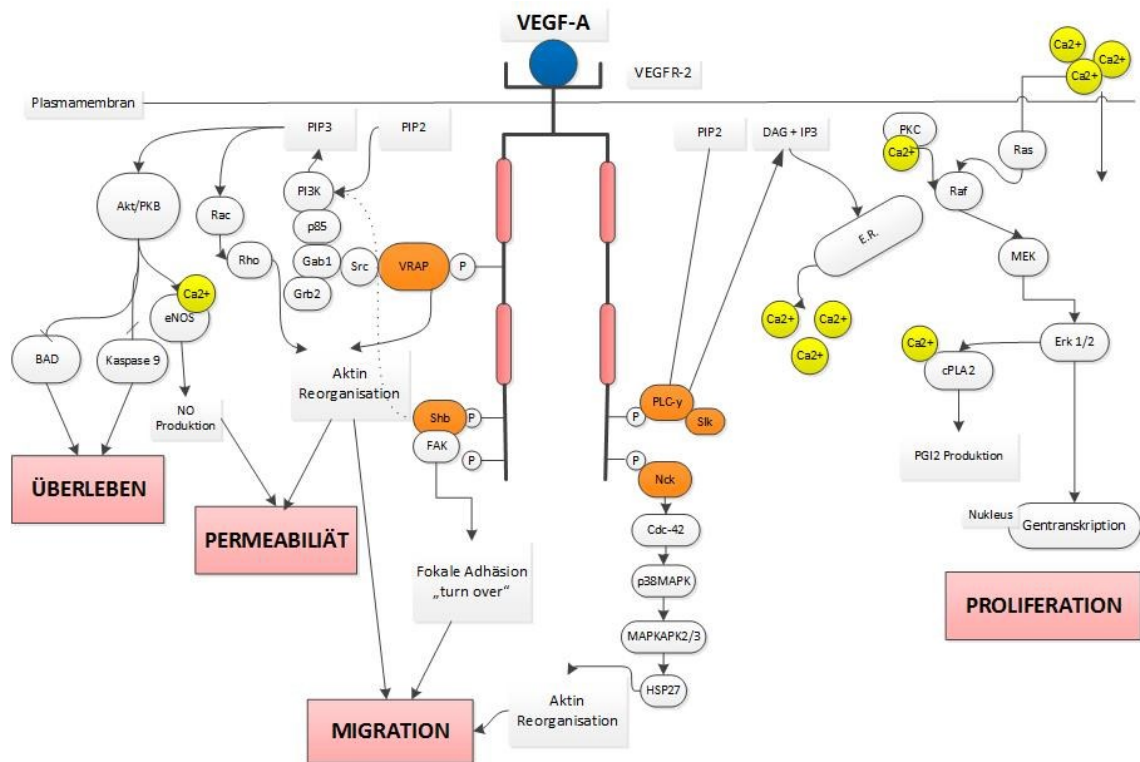 VEGF-A
VEGFR-2
Plasmamembran
Ca2+
Ca2+
Ca2+
PIP3
PIP2
PIP2
DAG + IP3
PKC
Ca2+
Ras
Raf
Akt/PKB
Rac
Rho
PI3K
p85
Gab1
Grb2
Src
VRAP
P
E.R.
MEK
Ca2+
eNOS
Ca2+
Ca2+
Ca2+
Ca2+
cPLA2
Erk 1/2
BAD
Kaspase 9
Aktin
Reorganisation
NO
Produktion
Shb
P
FAK
P
P
PLC-y
Slk
P
Nck
PGI2 Produktion
ÜBERLEBEN
PERMEABILIÄT
Cdc-42
Nukleus
Gentranskription
Fokale Adhäsion
„turn over“
p38MAPK
PROLIFERATION
MAPKAPK2/3
HSP27
Aktin
Reorganisation
MIGRATION